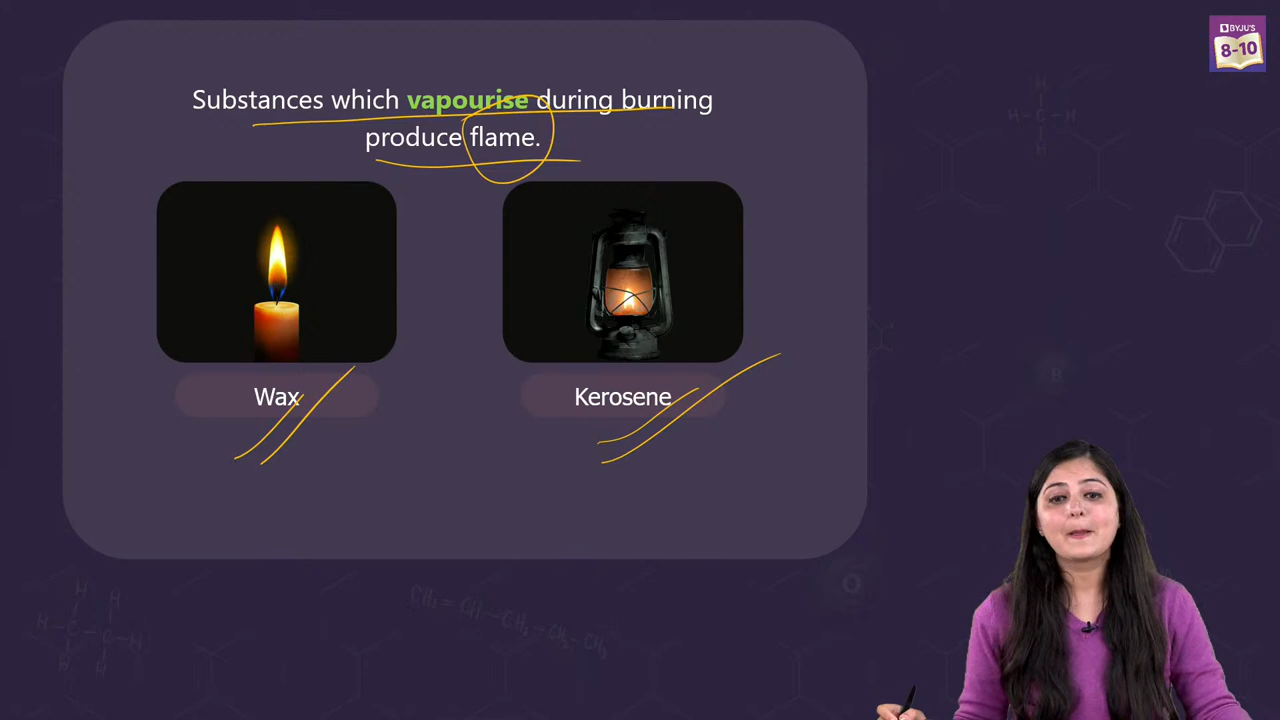 BYJU'S
8-10
Substances which vapourise during burning
produce flame.
Wax
Kerosene